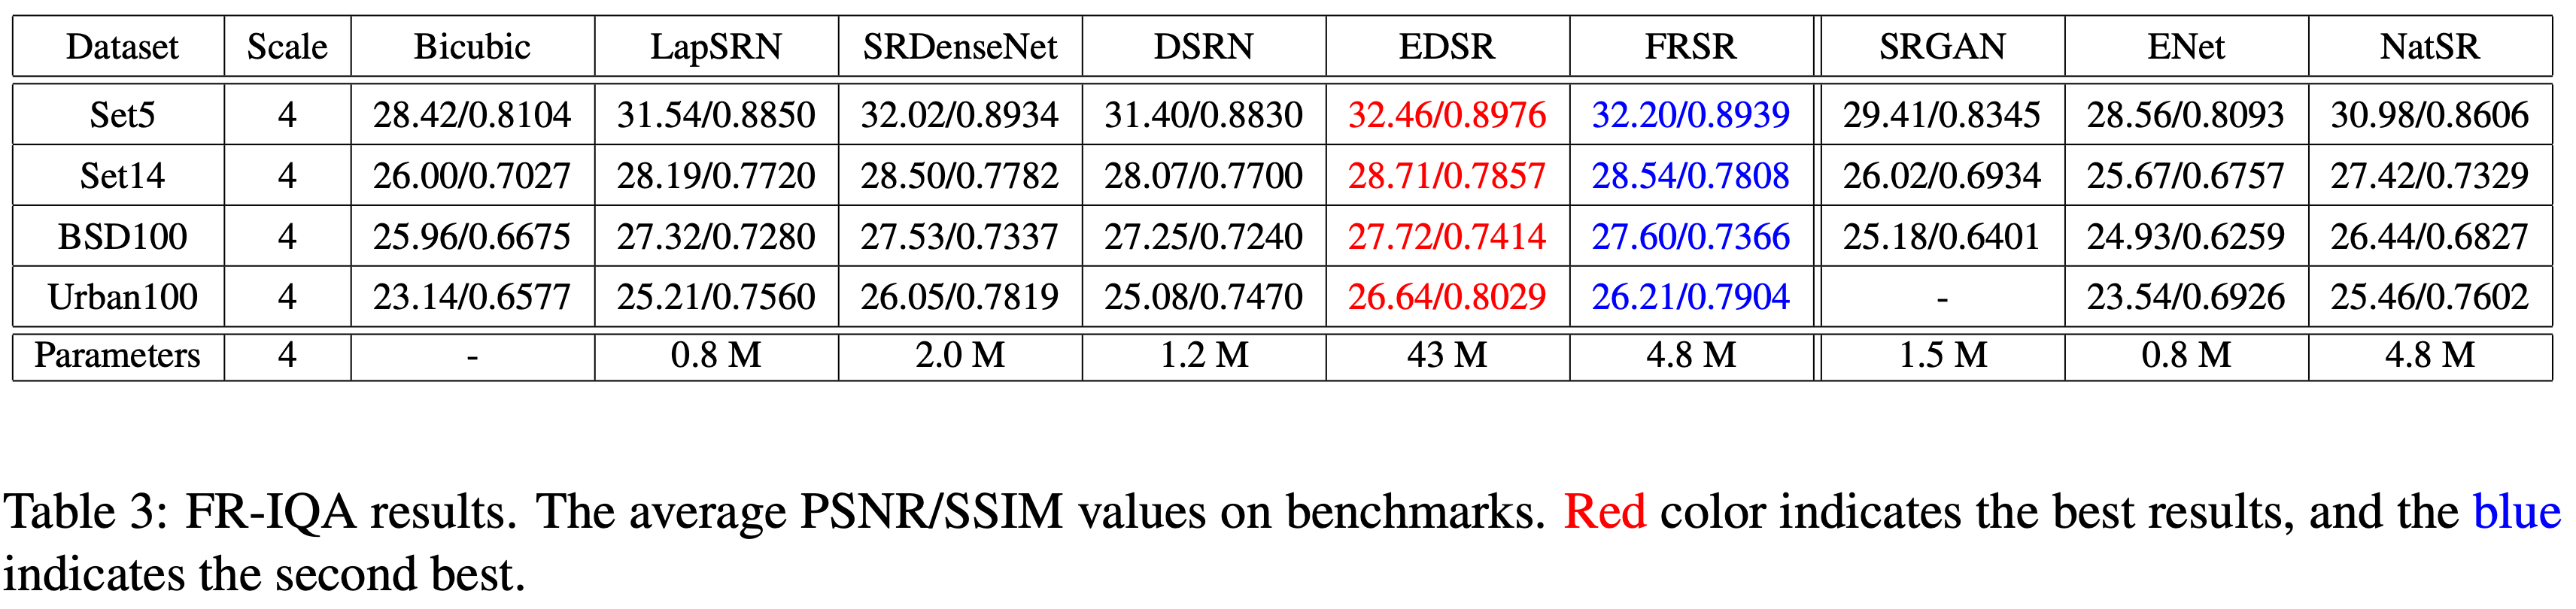 Dataset Scale Bicubic LapSRN SRDenseNet DSRN EDSR FRSR SRGAN ENet NatSR
Set5 4 28.42/0.8104 31.54/0.8850 32.02/0.8934 31.40/0.8830 32.46/0.8976 32.20/0.8939 29.41/0.8345 28.56/0.8093 30.98/0.8606
Set14 4 26.00/0.7027 28.19/0.7720 28.50/0.7782 28.07/0.7700 28.71/0.7857 28.54/0.7808 26.02/0.6934 25.67/0.6757 27.42/0.7329
BSD100 4 25.96/0.6675 27.32/0.7280 27.53/0.7337 27.25/0.7240 27.72/0.7414 27.60/0.7366 25.18/0.6401 24.93/0.6259 26.44/0.6827
Urban100 4 23.14/0.6577 25.21/0.7560 26.05/0.7819 25.08/0.7470 26.64/0.8029 26.21/0.7904 - 23.54/0.6926 25.46/0.7602
Parameters 4 - 0.8 M 2.0 M 1.2 M 43 M 4.8 M 1.5 M 0.8 M 4.8 M
Table 3: FR-IQA results. The average PSNR/SSIM values on benchmarks. Red color indicates the best results, and the blue
indicates the second best.